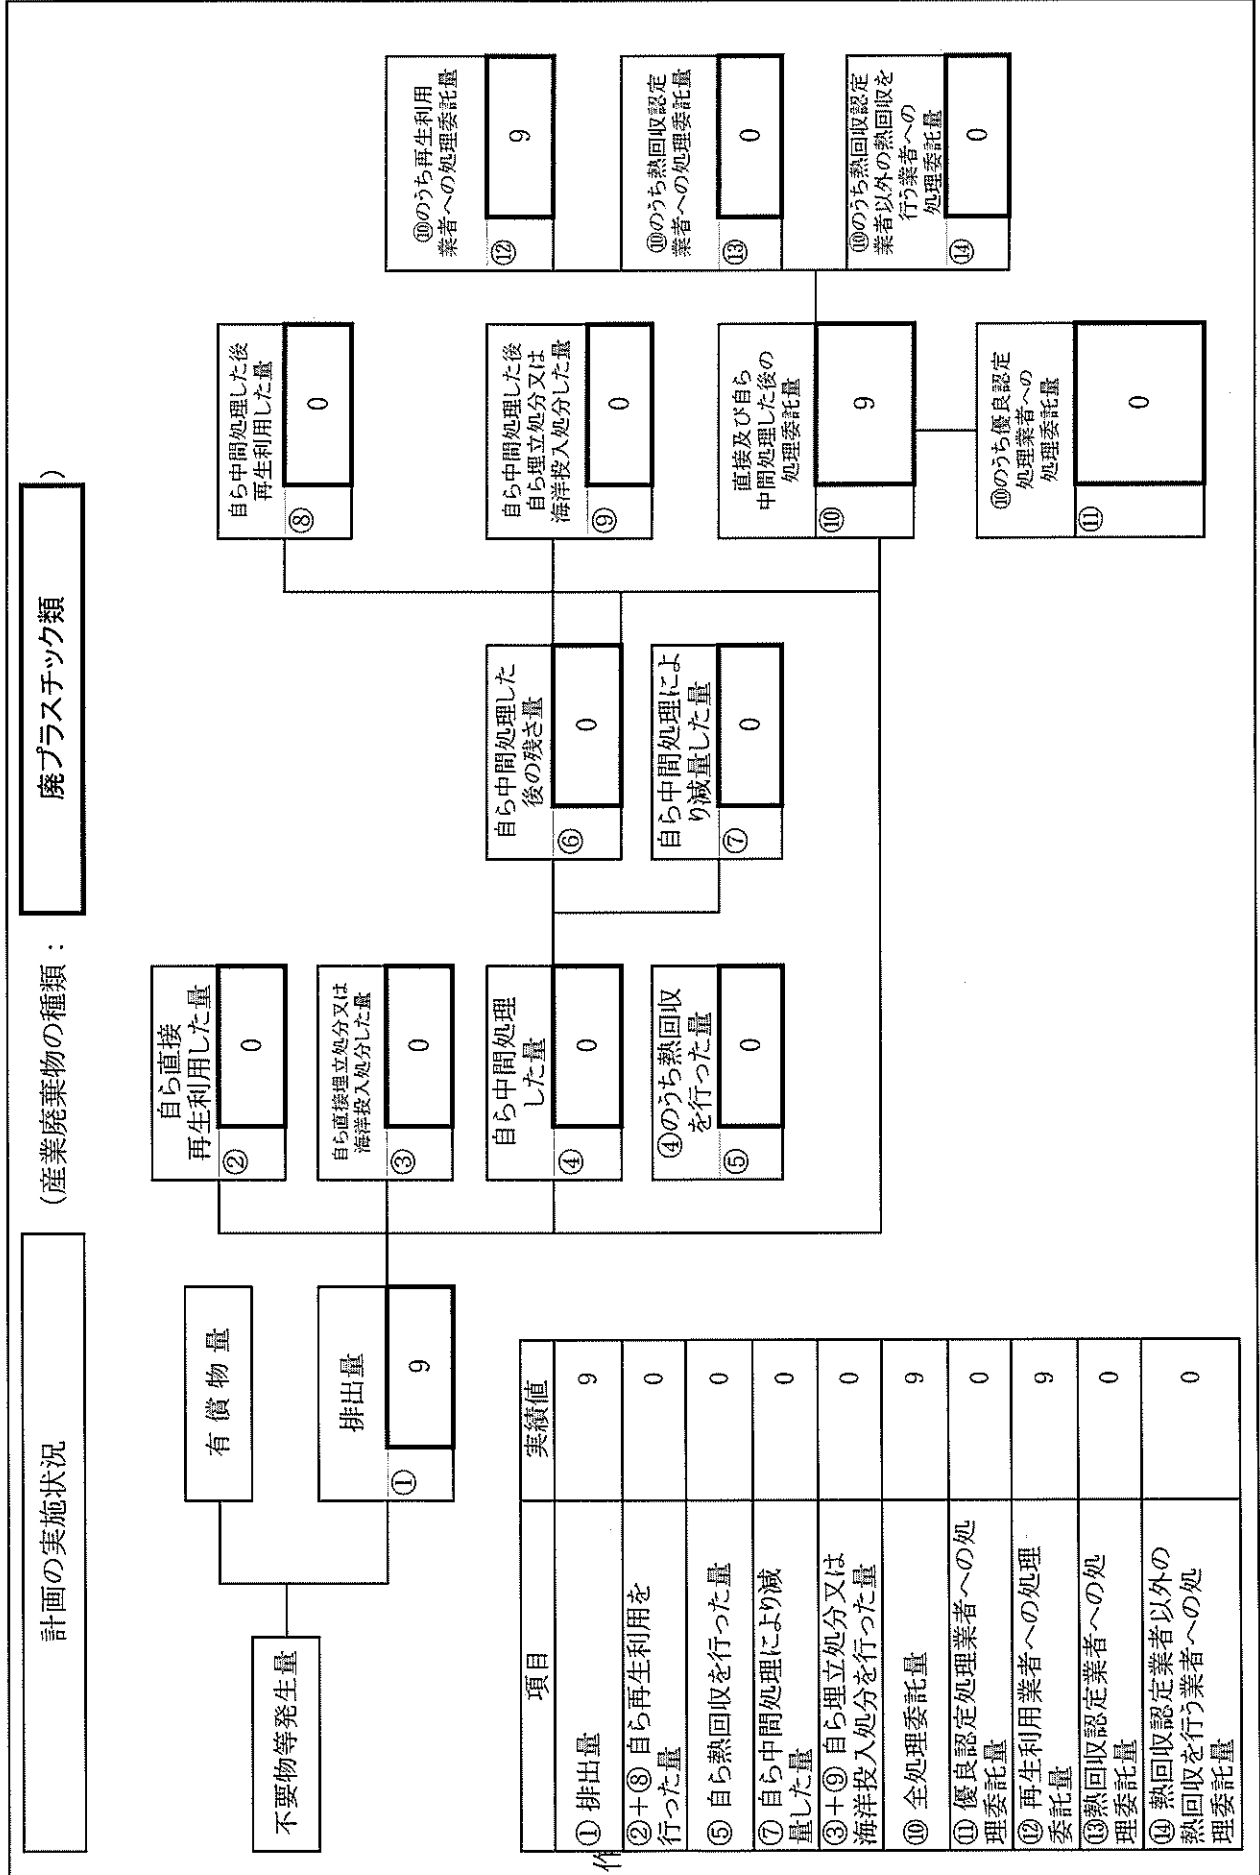 計画の実施状況
(産業廃棄物の種類：
廃プラスチック類
)
不要物等発生量
有償物量
排出量
①
9
自ら直接
再生利用した量
②
0
自ら直接埋立処分又は
海洋投入処分した量
③
0
自ら中間処理
した量
④
0
④のうち熱回収
を行った量
⑤
0
自ら中間処理した
後の残さ量
⑥
0
自ら中間処理によ
り減量した量
⑦
0
自ら中間処理した後
再生利用した量
⑧
0
自ら中間処理した後
自ら埋立処分又は
海洋投入処分した量
⑨
0
直接及び自ら
中間処理した後の
処理委託量
⑩
9
⑩のうち優良認定
処理業者への
処理委託量
⑪
0
⑩のうち再生利用
業者への処理委託量
⑫
9
⑩のうち熱回収認定
業者への処理委託量
⑬
0
⑩のうち熱回収認定
業者以外の熱回収を
行う業者への
処理委託量
⑭
0
項目 実績値
① 排出量 9
②＋⑧ 自ら再生利用を
行った量 0
⑤ 自ら熱回収を行った量 0
⑦ 自ら中間処理により減
量した量 0
③＋⑨ 自ら埋立処分又は
海洋投入処分を行った量 0
⑩ 全処理委託量 9
⑪ 優良認定処理業者への処
理委託量 0
⑫ 再生利用業者への処理
委託量 9
⑬熱回収認定業者への処
理委託量 0
⑭ 熱回収認定業者以外の
熱回収を行う業者への処
理委託量 0
作